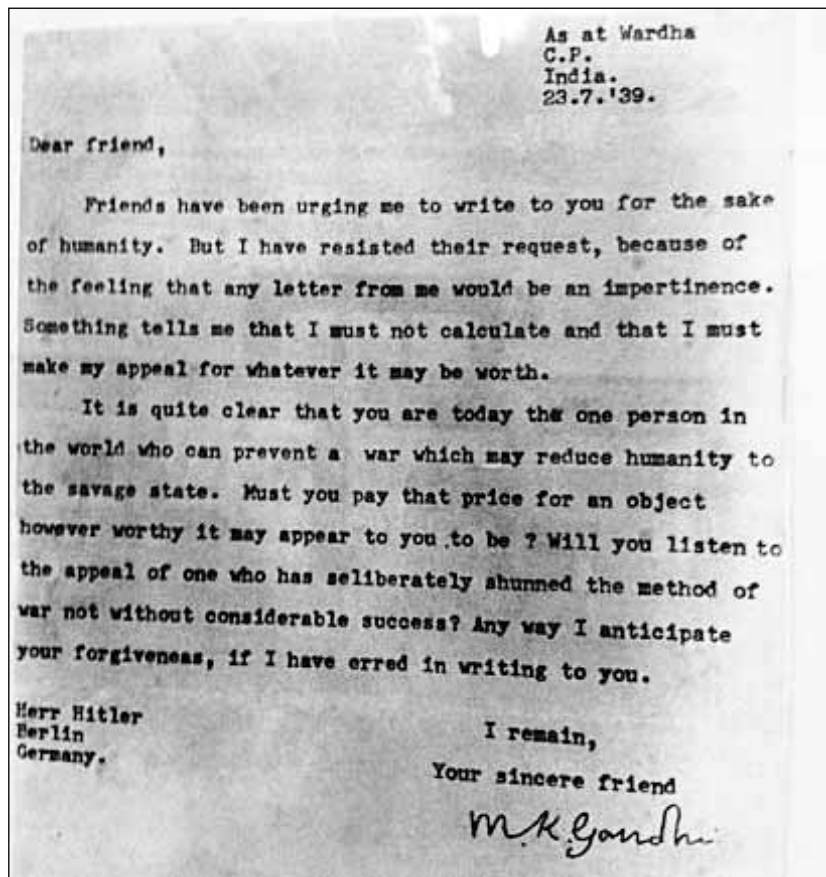 As at Wardha
C.P.
India.
23.7.'39.
Dear friend,
Friends have been urging me to write to you for the sake
of humanity. But I have resisted their request, because of
the feeling that any letter from me would be an impertinence.
Something tells me that I must not calculate and that I must
make my appeal for whatever it may be worth.
It is quite clear that you are today the one person in
the world who can prevent a war which may reduce humanity to
the savage state. Must you pay that price for an object
however worthy it may appear to you to be ? Will you listen to
the appeal of one who has seliberately shunned the method of
war not without considerable success? Any way I anticipate
your forgiveness, if I have erred in writing to you.
Herr Hitler
Berlin
Germany.
I remain,
Your sincere friend
M.K.Gandhi